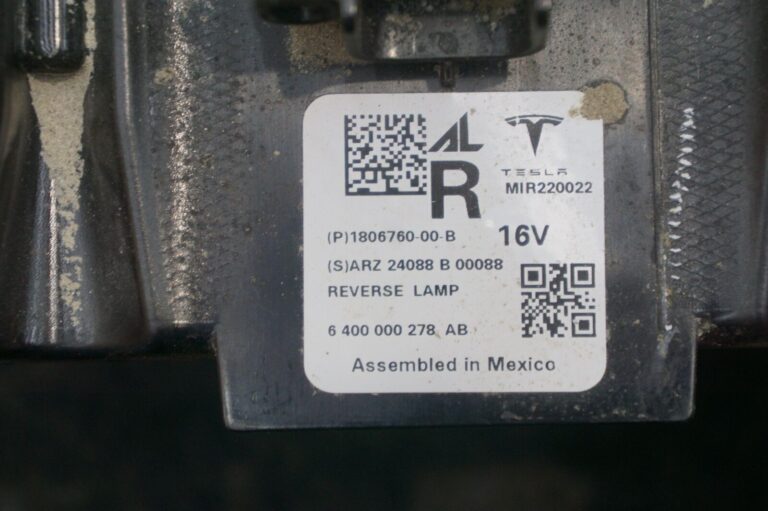 AL
R
TESLA
MIR220022
(P)1806760-00-B
16V
(S)ARZ 24088 B 00088
REVERSE LAMP
6 400 000 278 AB
Assembled in Mexico